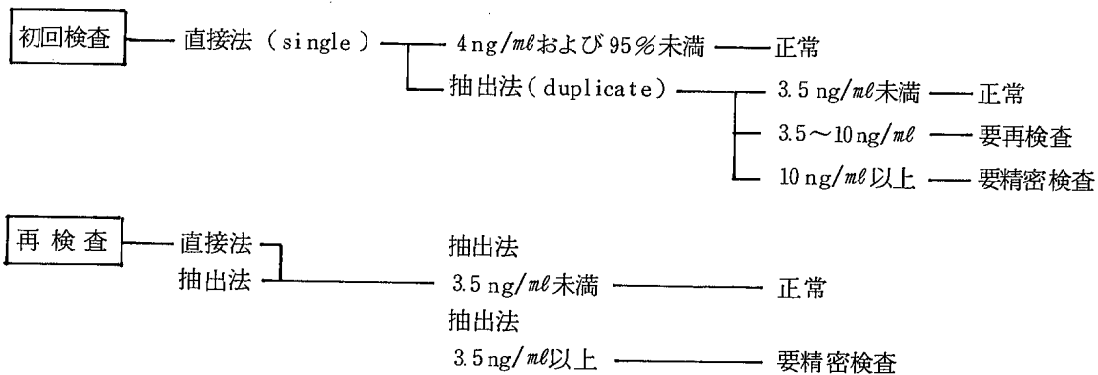 初回検査 直接法（single） 4ng/mℓおよび95%未満 正常
抽出法(duplicate) 3.5ng/mℓ未満 正常
3.5～10ng/mℓ 要再検査
10ng/mℓ以上 要精密検査
再検査 直接法 抽出法
抽出法 3.5ng/mℓ未満 正常
抽出法
3.5ng/mℓ以上 要精密検査